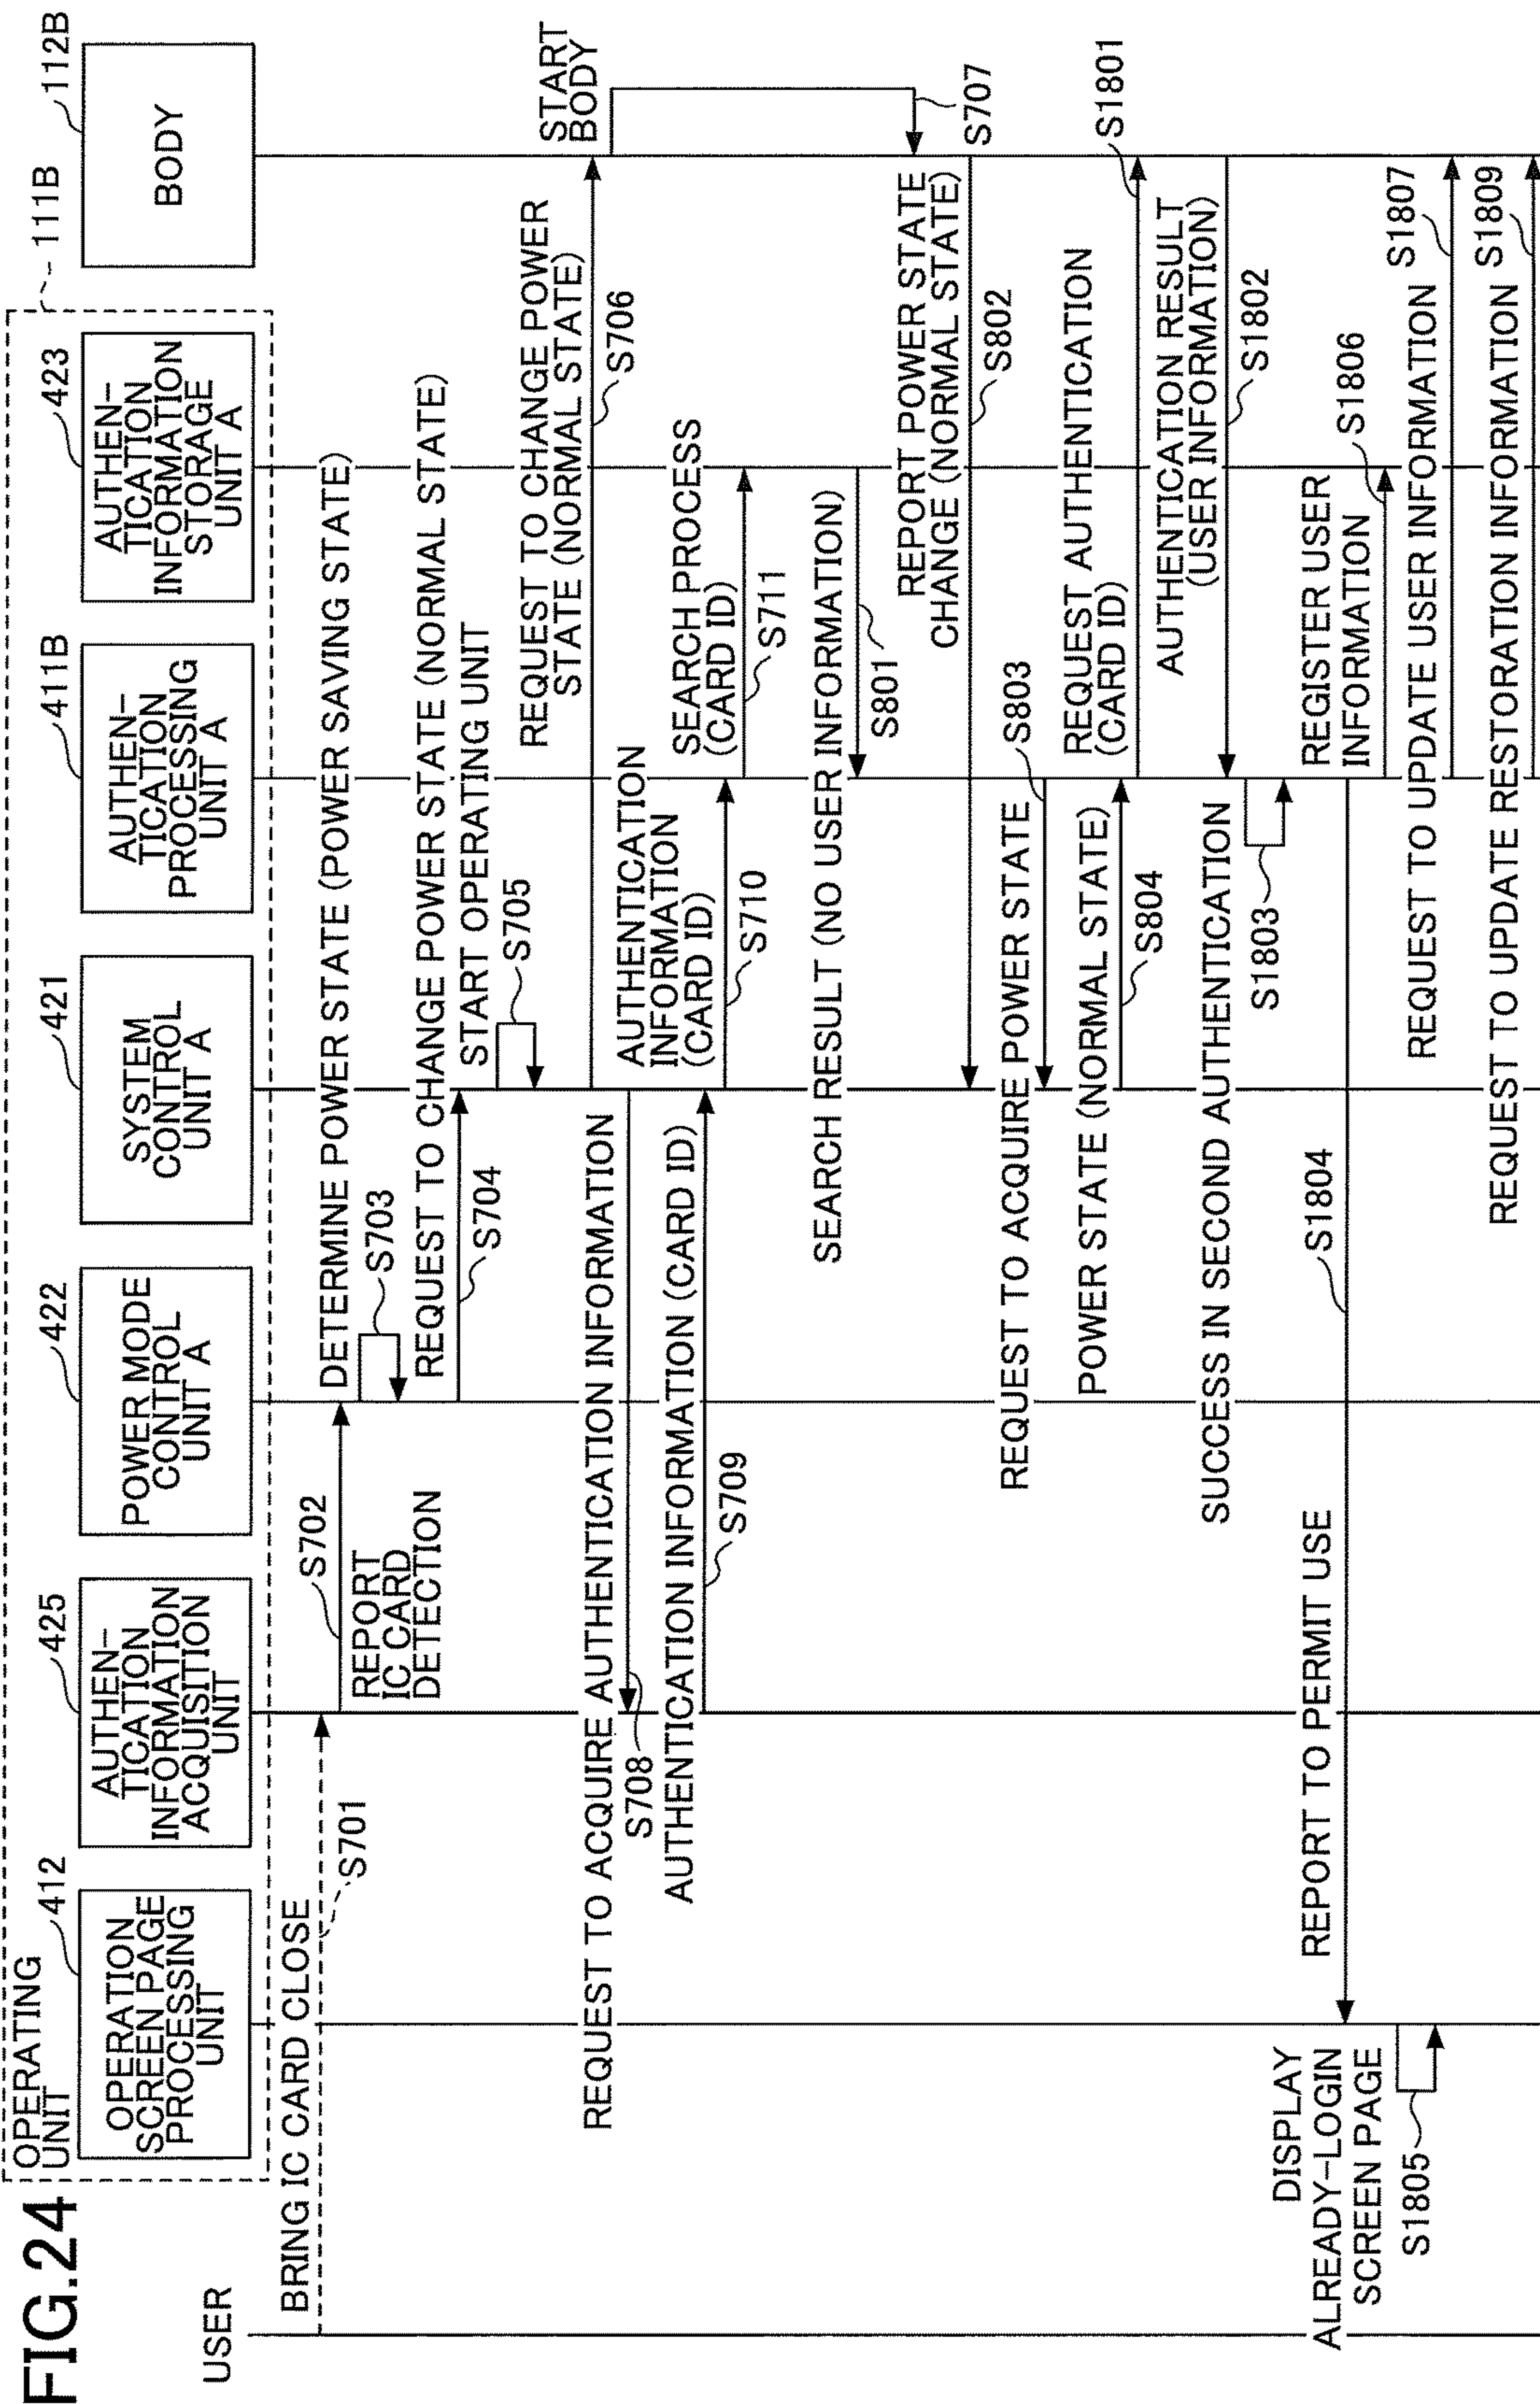 FIG.24
USER
OPERATING
UNIT
111B
412
OPERATION
SCREEN PAGE
PROCESSING
UNIT
425
AUTHEN-
TICATION
INFORMATION
ACQUISITION
UNIT
422
POWER MODE
CONTROL
UNIT A
421
SYSTEM
CONTROL
UNIT A
411B
AUTHEN-
TICATION
PROCESSING
UNIT A
423
AUTHEN-
TICATION
INFORMATION
STORAGE
UNIT A
112B
BODY
BRING IC CARD CLOSE
S701
S702
REPORT
IC CARD
DETECTION
DETERMINE POWER STATE (POWER SAVING STATE)
S703
REQUEST TO CHANGE POWER STATE (NORMAL STATE)
S704
START OPERATING UNIT
S705
REQUEST TO CHANGE POWER
STATE (NORMAL STATE)
S706
START
BODY
S707
REQUEST TO ACQUIRE AUTHENTICATION INFORMATION
S708
AUTHENTICATION INFORMATION (CARD ID)
S709
AUTHENTICATION
INFORMATION
(CARD ID)
S710
SEARCH PROCESS
(CARD ID)
S711
SEARCH RESULT (NO USER INFORMATION)
S801
REPORT POWER STATE
CHANGE (NORMAL STATE)
S802
REQUEST TO ACQUIRE POWER STATE
S803
POWER STATE (NORMAL STATE)
S804
REQUEST AUTHENTICATION
(CARD ID)
S1801
AUTHENTICATION RESULT
(USER INFORMATION)
S1802
SUCCESS IN SECOND AUTHENTICATION
S1803
REPORT TO PERMIT USE
S1804
DISPLAY
ALREADY-LOGIN
SCREEN PAGE
S1805
REGISTER USER
INFORMATION
S1806
REQUEST TO UPDATE USER INFORMATION
S1807
REQUEST TO UPDATE RESTORATION INFORMATION
S1809